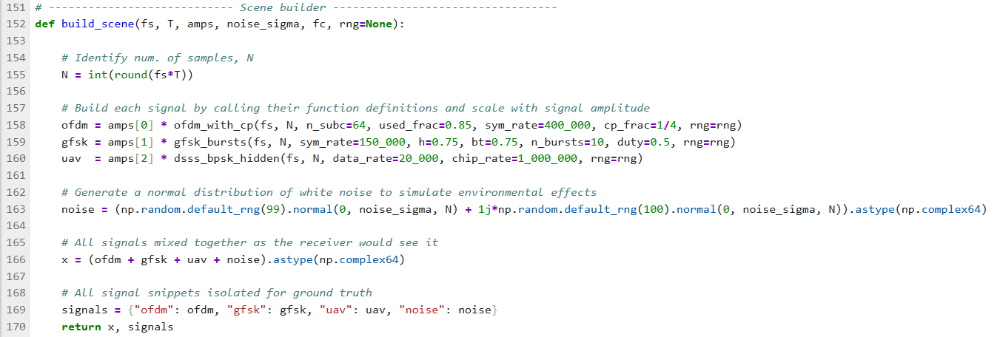 151 # --------------------------- Scene builder ---------------------------------
152 def build_scene(fs, T, amps, noise_sigma, fc, rng=None):
153
154     # Identify num. of samples, N
155     N = int(round(fs*T))
156
157     # Build each signal by calling their function definitions and scale with signal amplitude
158     ofdm = amps[0] * ofdm_with_cp(fs, N, n_subc=64, used_frac=0.85, sym_rate=400_000, cp_frac=1/4, rng=rng)
159     gfsk = amps[1] * gfsk_bursts(fs, N, sym_rate=150_000, h=0.75, bt=0.75, n_bursts=10, duty=0.5, rng=rng)
160     uav  = amps[2] * dsss_bpsk_hidden(fs, N, data_rate=20_000, chip_rate=1_000_000, rng=rng)
161
162     # Generate a normal distribution of white noise to simulate environmental effects
163     noise = (np.random.default_rng(99).normal(0, noise_sigma, N) + 1j*np.random.default_rng(100).normal(0, noise_sigma, N)).astype(np.complex64)
164
165     # All signals mixed together as the receiver would see it
166     x = (ofdm + gfsk + uav + noise).astype(np.complex64)
167
168     # All signal snippets isolated for ground truth
169     signals = {"ofdm": ofdm, "gfsk": gfsk, "uav": uav, "noise": noise}
170     return x, signals